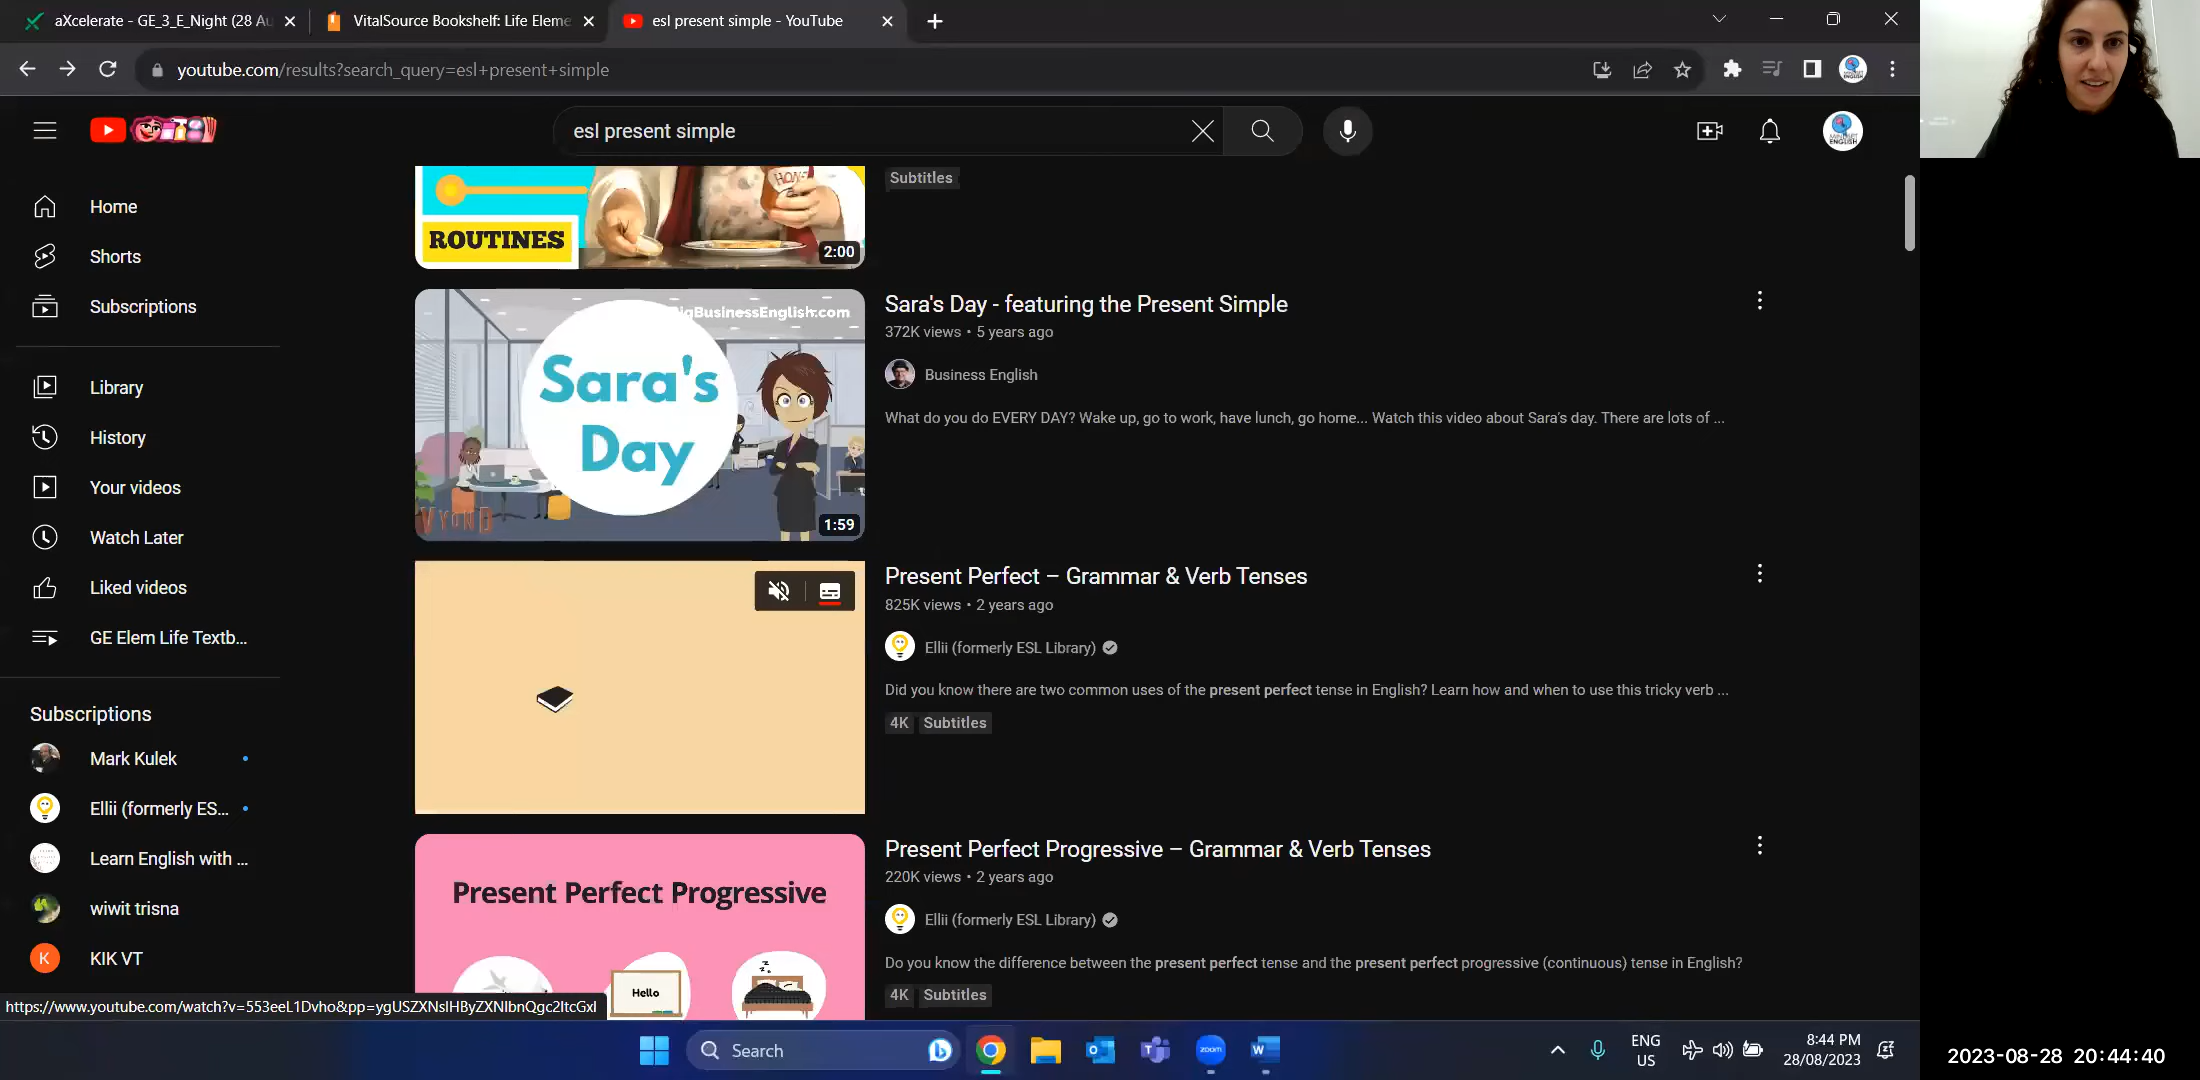 aXcelerate - GE_3_E_Night (28 Au
VitalSource Bookshelf: Life Eleme
esl present simple - YouTube
youtube.com/results?search_query=esl+present+simple
esl present simple
MINDSET ENGLISH
Home
Shorts
Subscriptions
Library
History
Your videos
Watch Later
Liked videos
GE Elem Life Textb...
Subscriptions
Mark Kulek
Ellii (formerly ES...
Learn English with ...
wiwit trisna
K KIK VT
https://www.youtube.com/watch?v=553eeL1Dvho&pp=ygUSZXNsIHByZXNlbnQgc2ltcGxl
HONEY
ROUTINES
2:00
Subtitles
BigBusinessEnglish.com
Sara's
Day
VYOND
1:59
Sara's Day - featuring the Present Simple
372K views • 5 years ago
Business English
What do you do EVERY DAY? Wake up, go to work, have lunch, go home... Watch this video about Sara's day. There are lots of ...
Present Perfect – Grammar & Verb Tenses
825K views • 2 years ago
Ellii (formerly ESL Library)
Did you know there are two common uses of the present perfect tense in English? Learn how and when to use this tricky verb ...
4K Subtitles
Present Perfect Progressive
Hello
Present Perfect Progressive – Grammar & Verb Tenses
220K views • 2 years ago
Ellii (formerly ESL Library)
Do you know the difference between the present perfect tense and the present perfect progressive (continuous) tense in English?
4K Subtitles
Search
zoom
ENG
US
8:44 PM
28/08/2023
2023-08-28 20:44:40